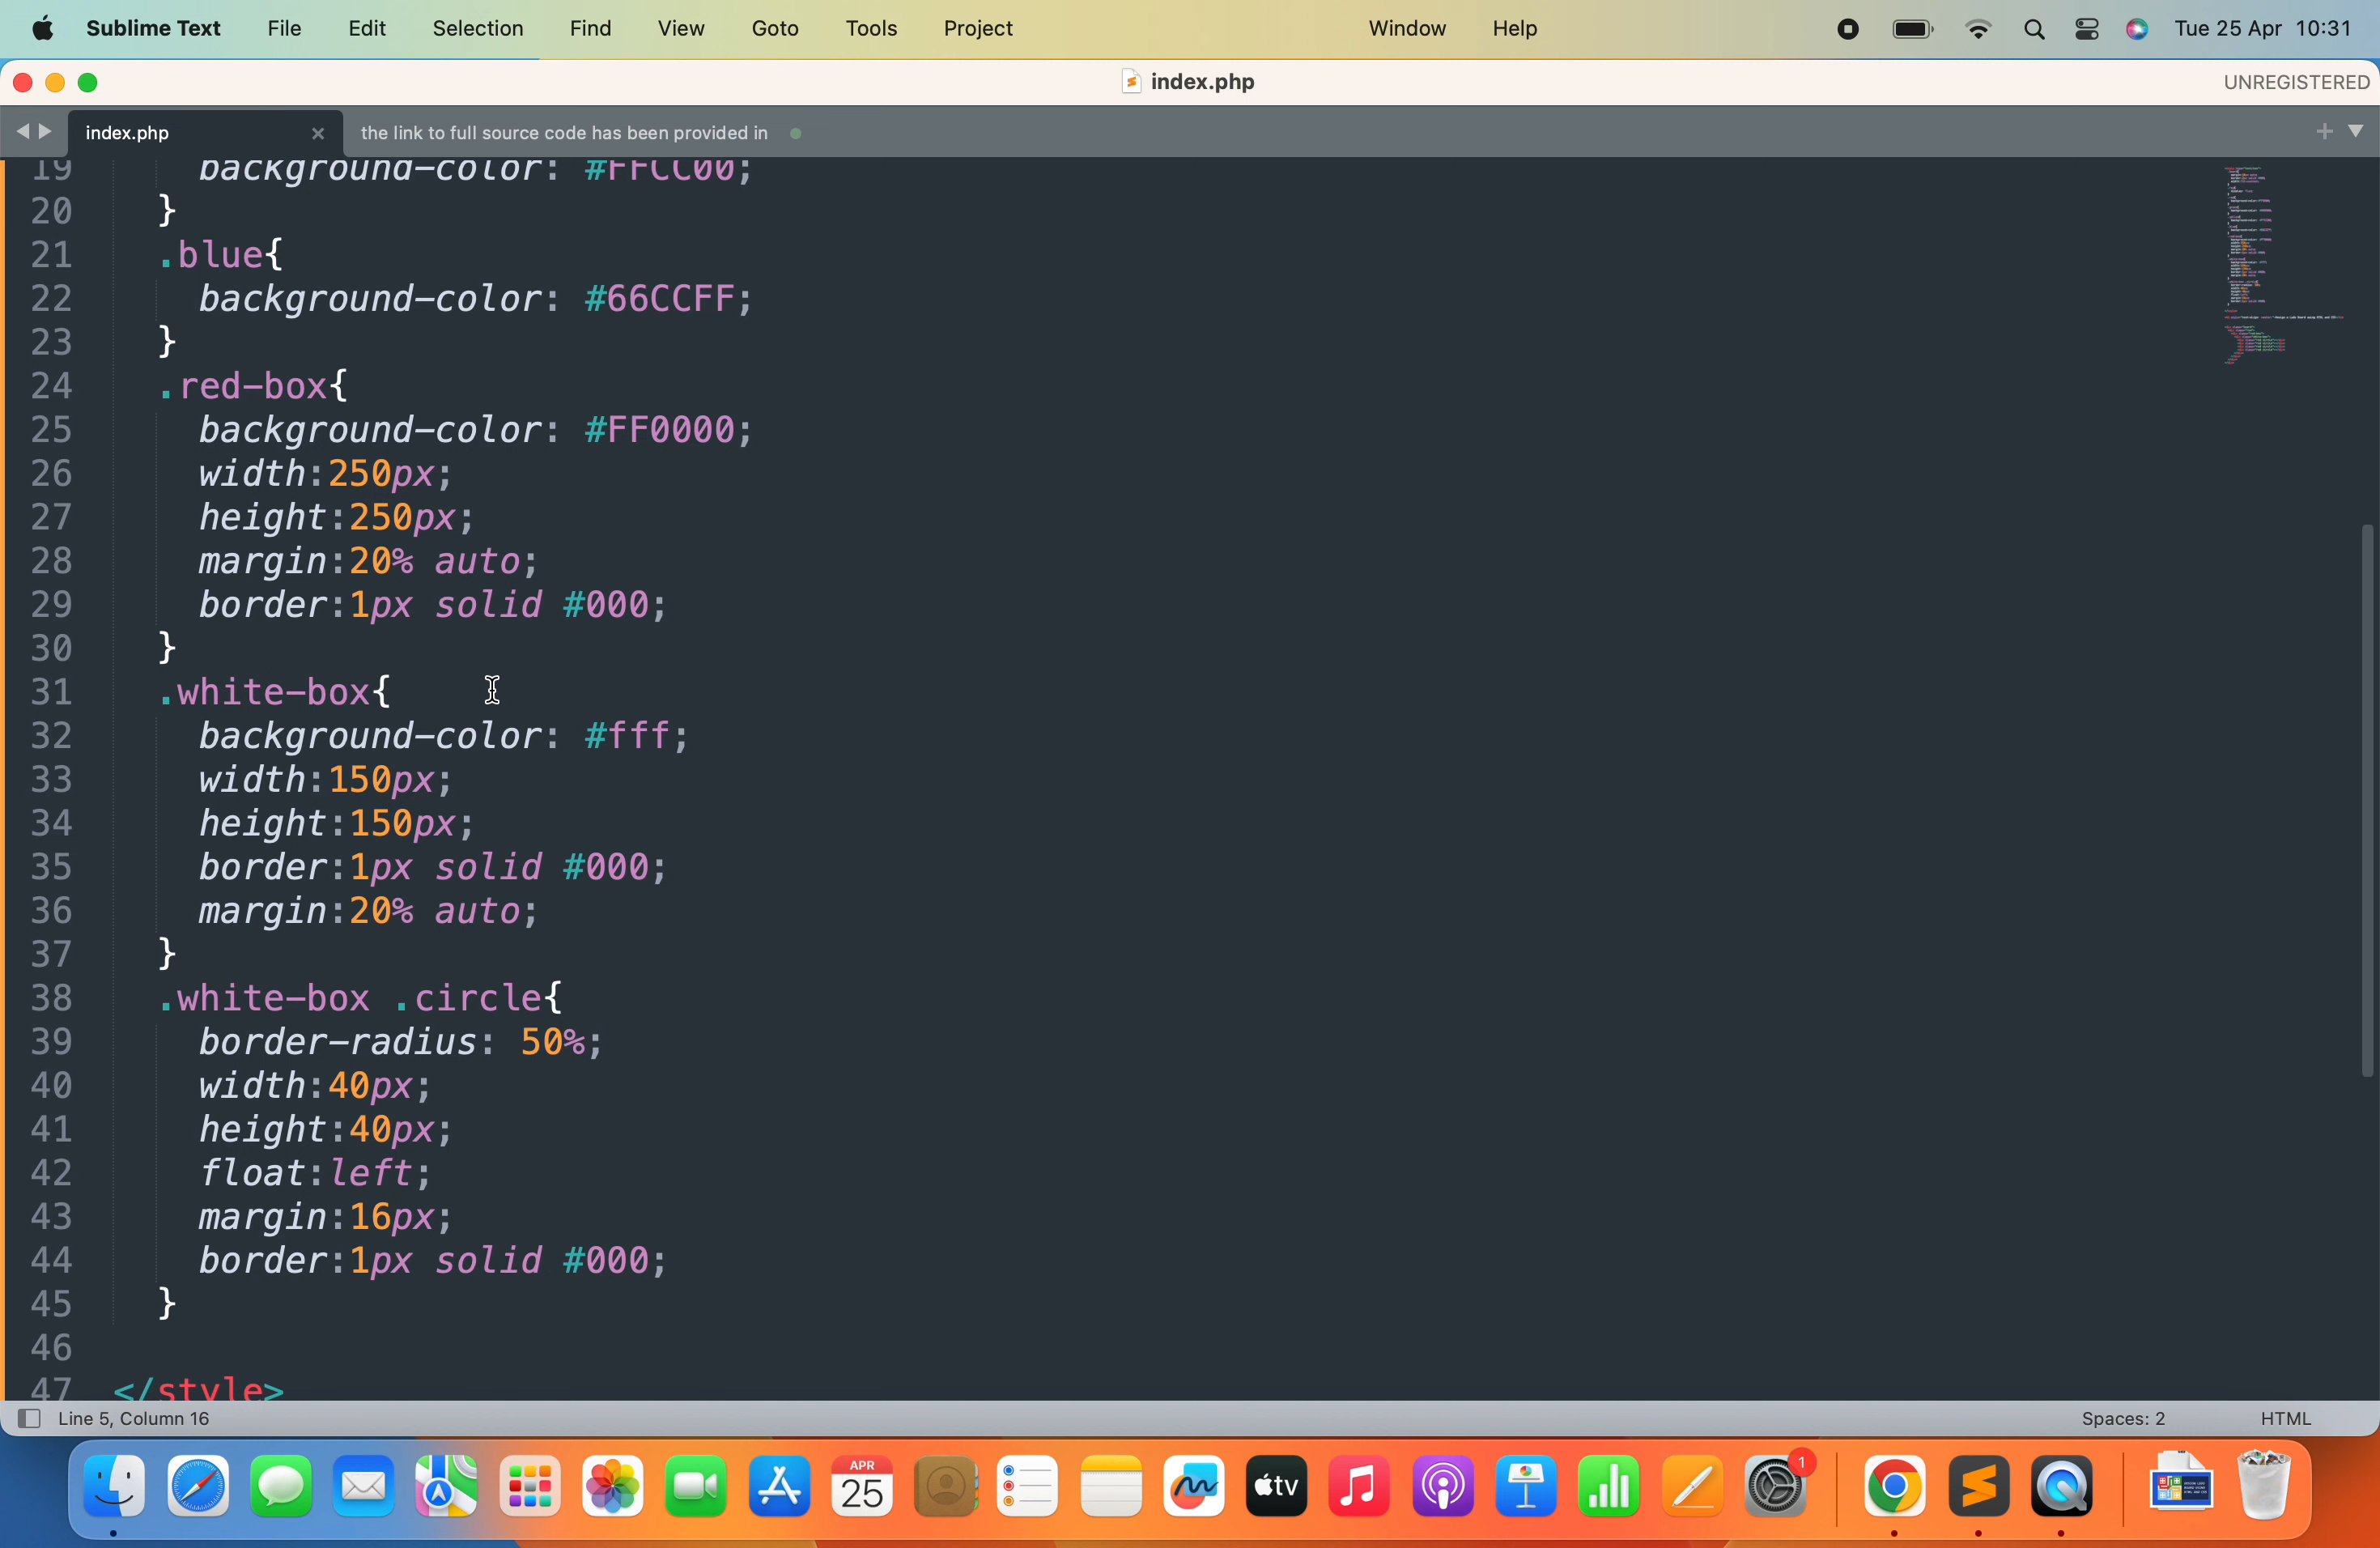 Sublime Text File Edit Selection Find View Goto Tools Project Window Help Tue 25 Apr 10:31
index.php UNREGISTERED
index.php the link to full source code has been provided in
19 background-color: #FFCC00;
20 }
21 .blue{
22 background-color: #66CCFF;
23 }
24 .red-box{
25 background-color: #FF0000;
26 width:250px;
27 height:250px;
28 margin:20% auto;
29 border:1px solid #000;
30 }
31 .white-box{
32 background-color: #fff;
33 width:150px;
34 height:150px;
35 border:1px solid #000;
36 margin:20% auto;
37 }
38 .white-box .circle{
39 border-radius: 50%;
40 width:40px;
41 height:40px;
42 float:left;
43 margin:16px;
44 border:1px solid #000;
45 }
46
47 </style>
Line 5, Column 16 Spaces: 2 HTML
APR
25
tv
1